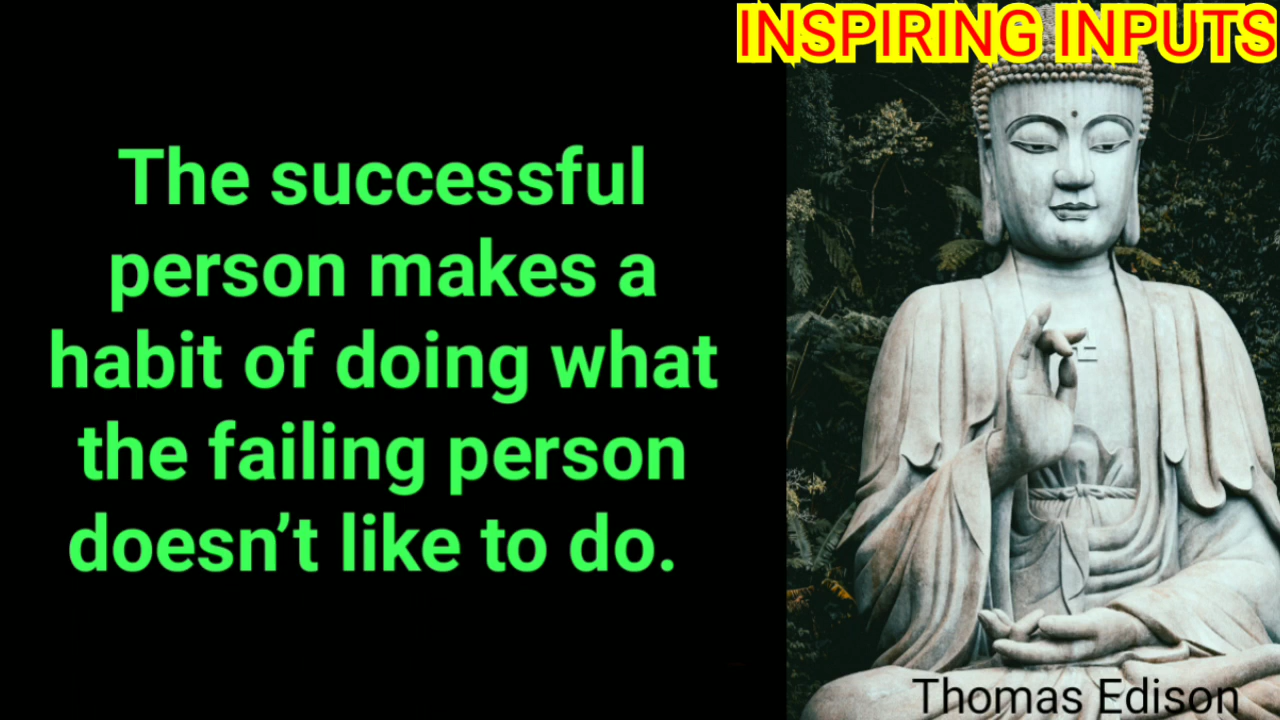 INSPIRING INPUTS
The successful
person makes a
habit of doing what
the failing person
doesn’t like to do.
Thomas Edison